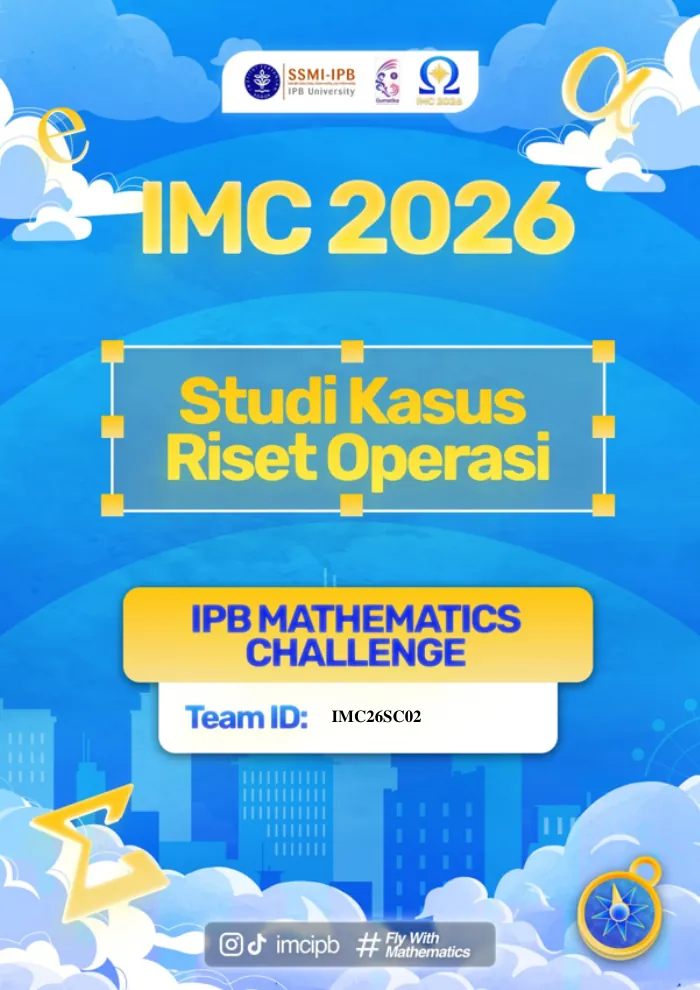 SSMI-IPB
IPB University
Gumatika
IMC 2026
e
α
IMC 2026
Studi Kasus
Riset Operasi
IPB MATHEMATICS
CHALLENGE
Team ID: IMC26SC02
Σ
imcipb
# Fly With
Mathematics